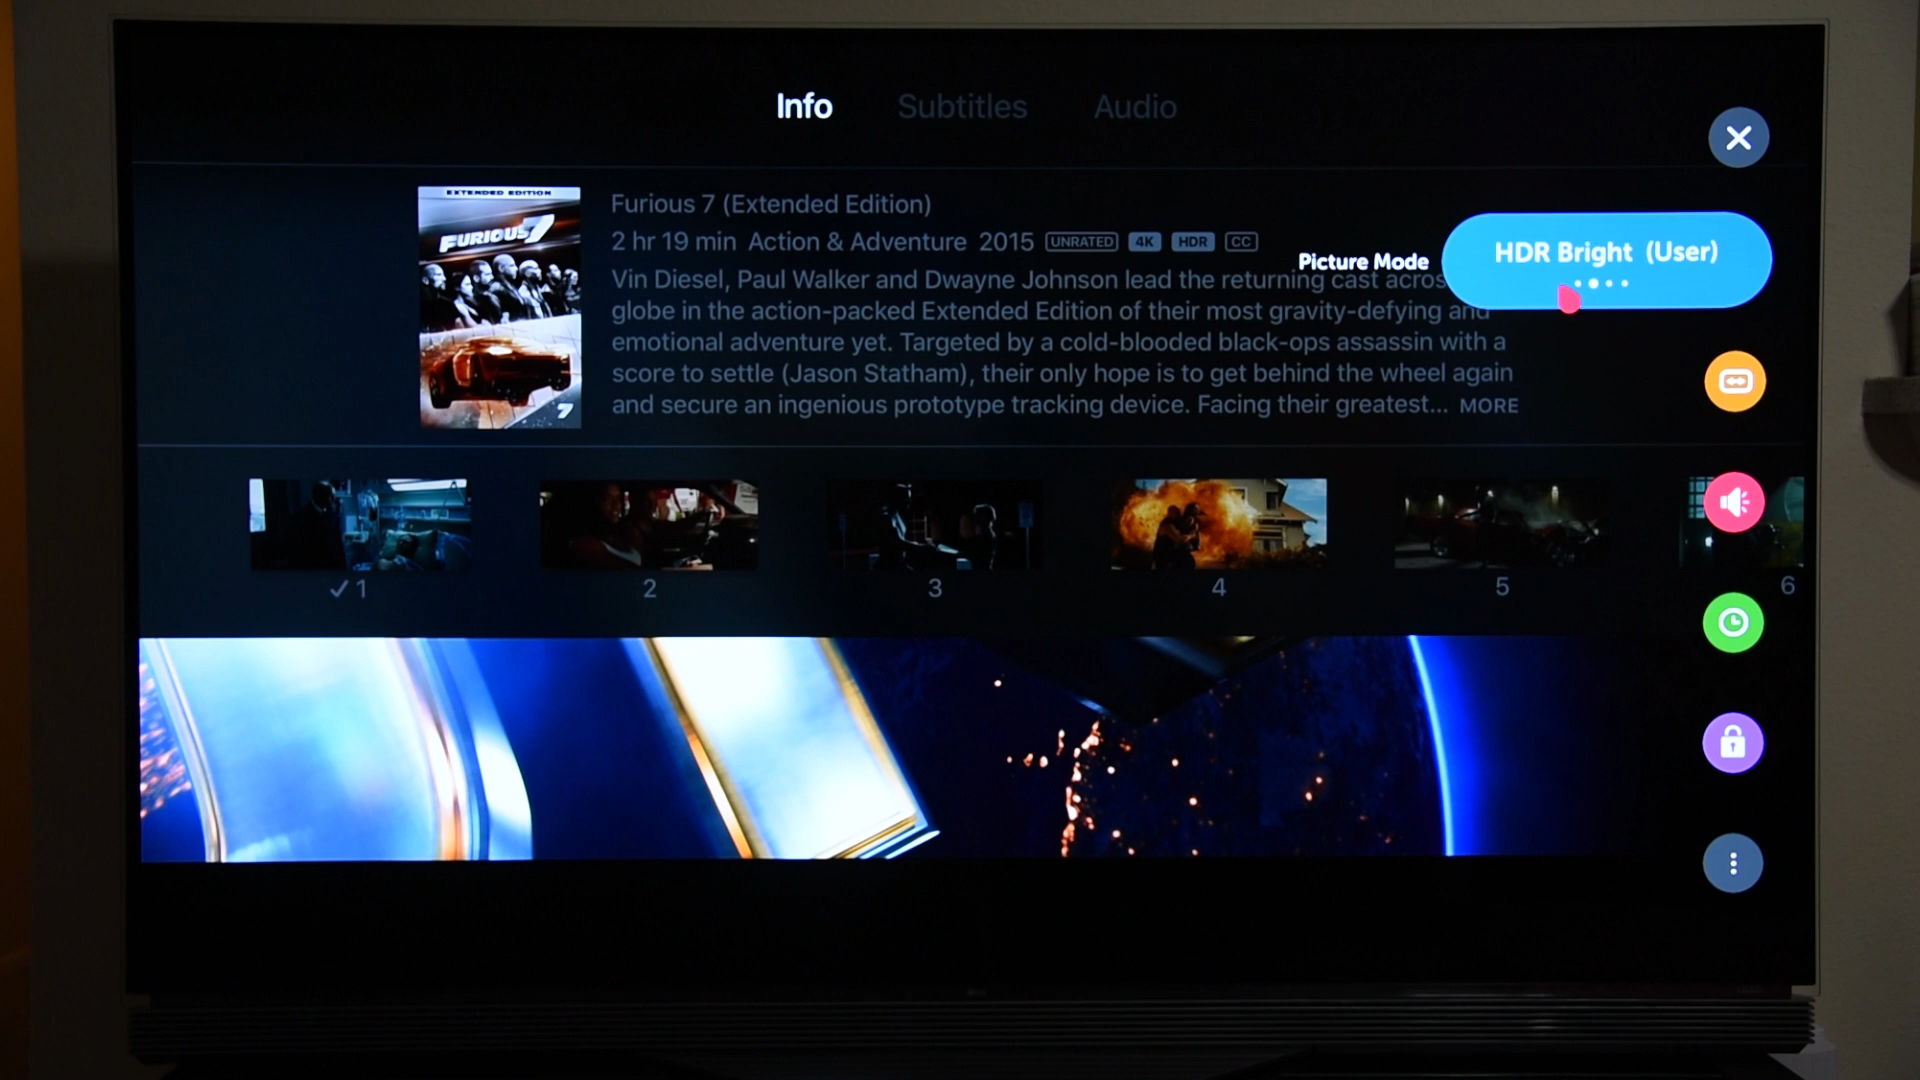 Info Subtitles Audio
EXTENDED EDITION
FURIOUS 7
7
Furious 7 (Extended Edition)
2 hr 19 min Action & Adventure 2015 UNRATED 4K HDR CC
Picture Mode
HDR Bright (User)
Vin Diesel, Paul Walker and Dwayne Johnson lead the returning cast acros
globe in the action-packed Extended Edition of their most gravity-defying and
emotional adventure yet. Targeted by a cold-blooded black-ops assassin with a
score to settle (Jason Statham), their only hope is to get behind the wheel again
and secure an ingenious prototype tracking device. Facing their greatest... MORE
✓ 1 2 3 4 5 6